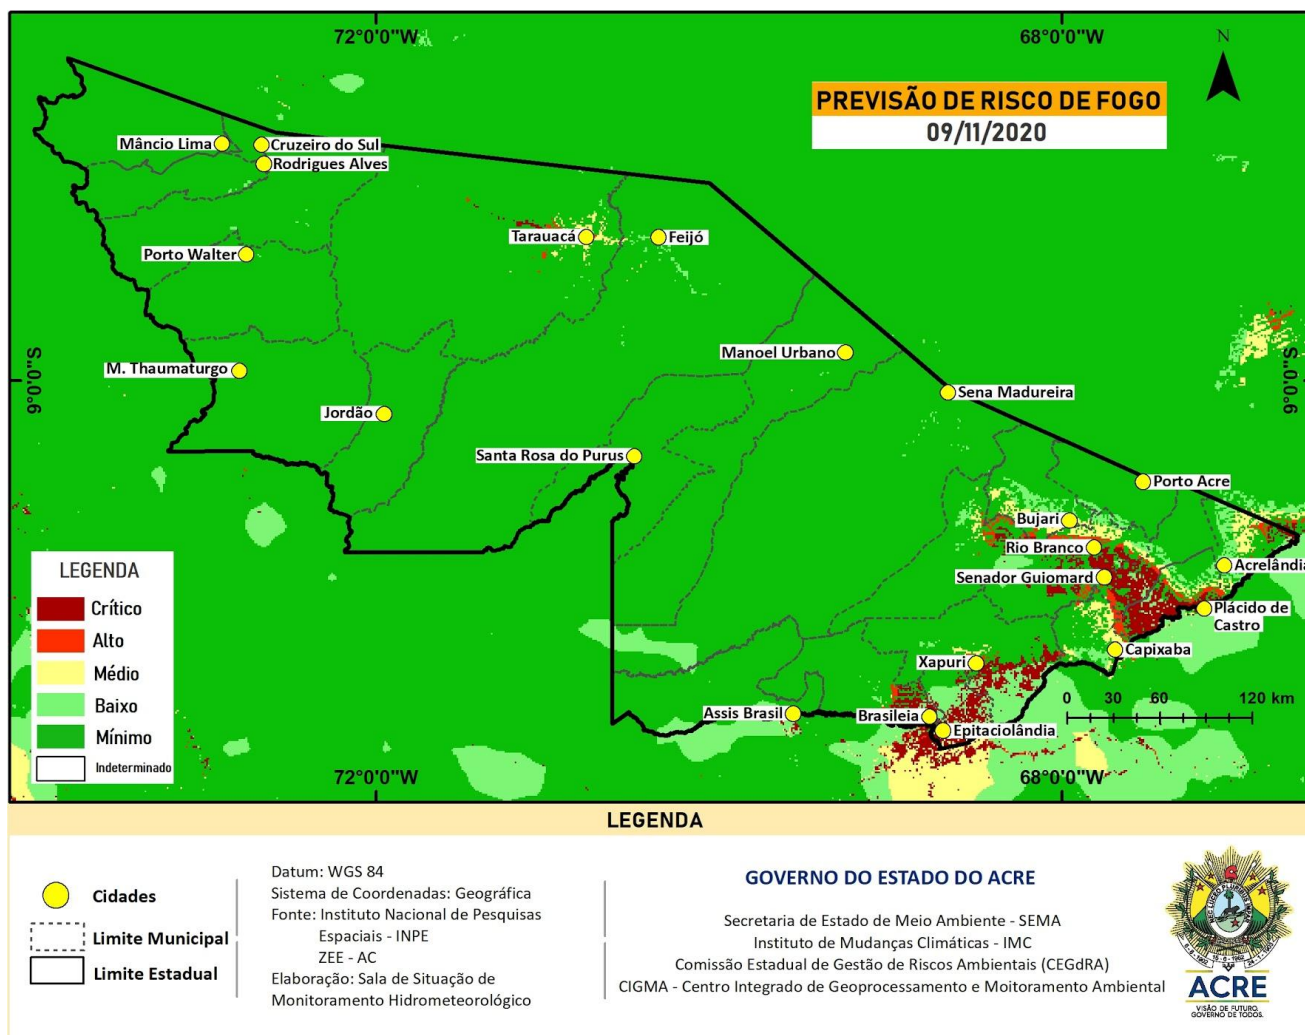 72°0'0"W
68°0'0"W
N
PREVISÃO DE RISCO DE FOGO
09/11/2020
Mâncio Lima
Cruzeiro do Sul
Rodrigues Alves
Tarauacá
Feijó
Porto Walter
Manoel Urbano
9°0'0"S
9°0'0"S
M. Thaumaturgo
Sena Madureira
Jordão
Santa Rosa do Purus
Porto Acre
Bujari
Rio Branco
Acrelândia
Senador Guiomard
Plácido de
Castro
Capixaba
Xapuri
Assis Brasil
Brasileia
Epitaciolândia
0 30 60 120 km
LEGENDA
Crítico
Alto
Médio
Baixo
Mínimo
Indeterminado
72°0'0"W
68°0'0"W
LEGENDA
Cidades
Limite Municipal
Limite Estadual
Datum: WGS 84
Sistema de Coordenadas: Geográfica
Fonte: Instituto Nacional de Pesquisas
Espaciais - INPE
ZEE - AC
Elaboração: Sala de Situação de
Monitoramento Hidrometeorológico
GOVERNO DO ESTADO DO ACRE
Secretaria de Estado de Meio Ambiente - SEMA
Instituto de Mudanças Climáticas - IMC
Comissão Estadual de Gestão de Riscos Ambientais (CEGdRA)
CIGMA - Centro Integrado de Geoprocessamento e Moitoramento Ambiental
ACRE
VISÃO DE FUTURO.
GOVERNO DE TODOS.